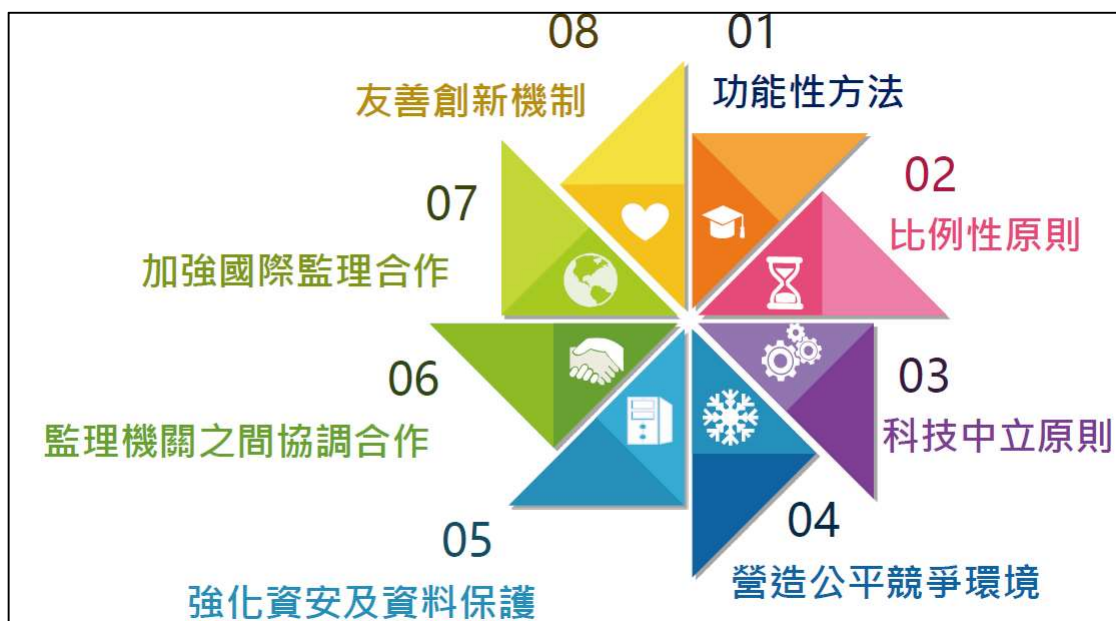 01
功能性方法
02
比例性原則
03
科技中立原則
04
營造公平競爭環境
05
強化資安及資料保護
06
監理機關之間協調合作
07
加強國際監理合作
08
友善創新機制